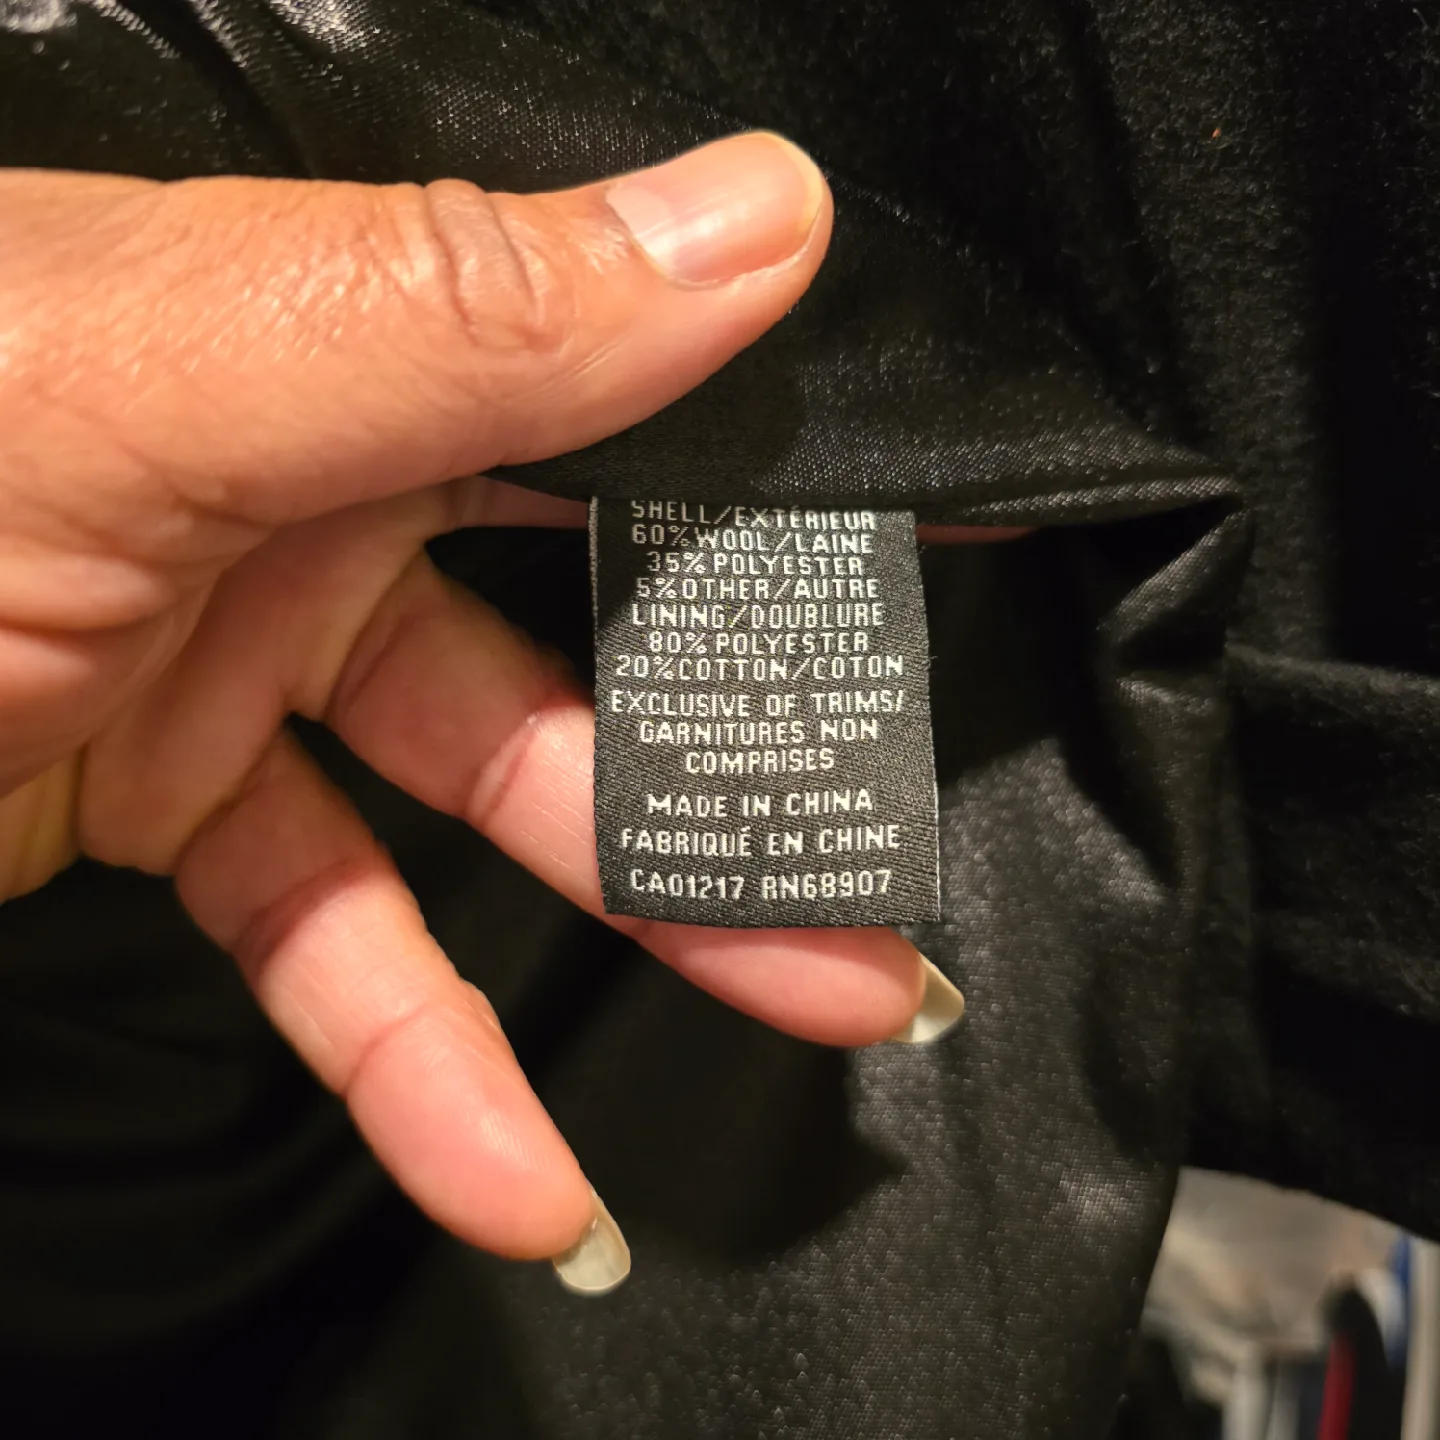 SHELL/EXTÉRIEUR
60%WOOL/LAINE
35%POLYESTER
5%OTHER/AUTRE
LINING/DOUBLURE
80%POLYESTER
20%COTTON/COTON
EXCLUSIVE OF TRIMS/
GARNITURES NON
COMPRISES
MADE IN CHINA
FABRIQUÉ EN CHINE
CA01217 RN68907